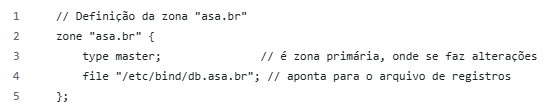 1 // Definição da zona "asa.br"
2 zone "asa.br" {
3 type master; // é zona primária, onde se faz alterações
4 file "/etc/bind/db.asa.br"; // aponta para o arquivo de registros
5 };